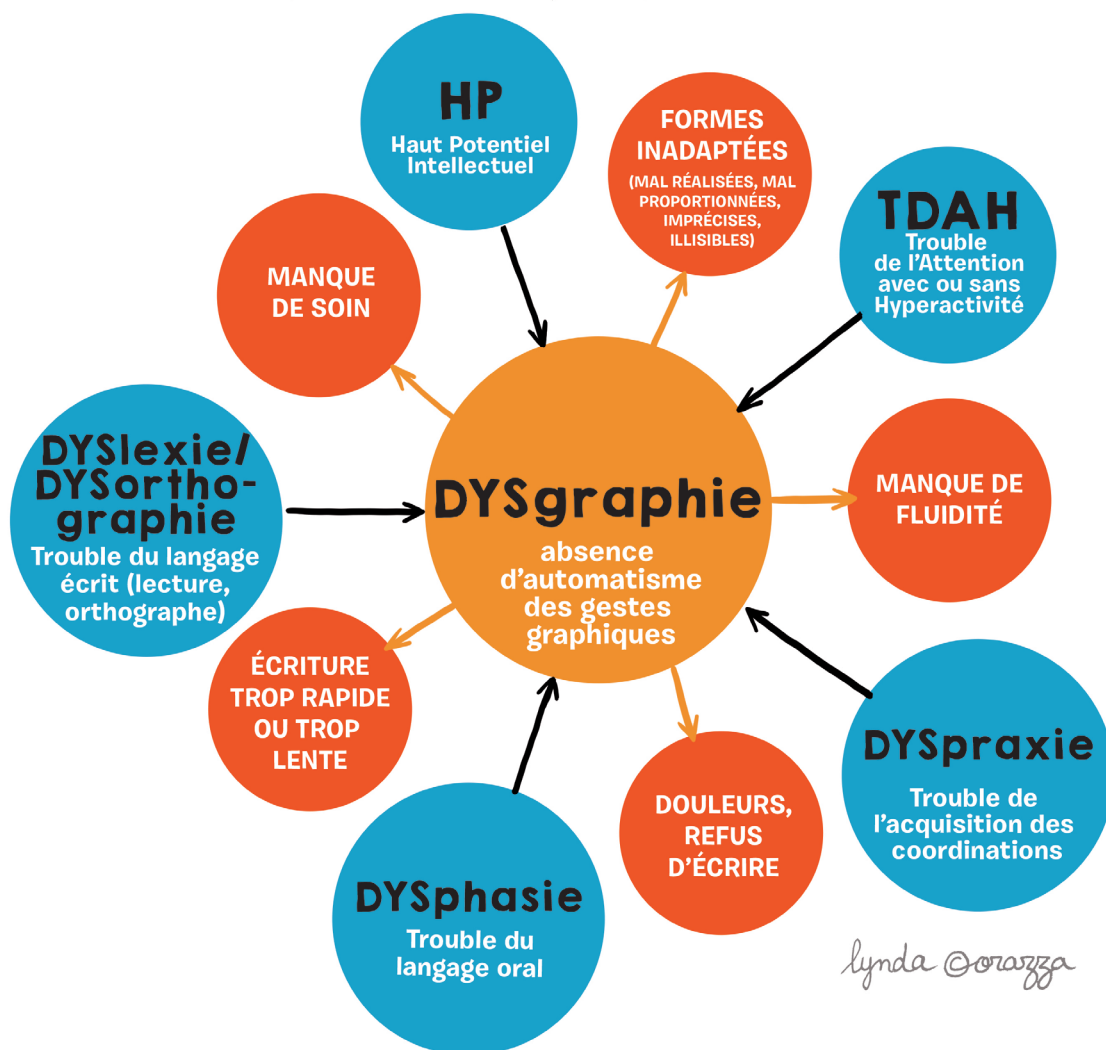 HP
Haut Potentiel
Intellectuel
FORMES
INADAPTÉES
(MAL RÉALISÉES, MAL
PROPORTIONNÉES,
IMPRÉCISES,
ILLISIBLES)
TDAH
Trouble
de l'Attention
avec ou sans
Hyperactivité
MANQUE
DE SOIN
DYSlexie/
DYSortho-
graphie
Trouble du langage
écrit (lecture,
orthographe)
DYSgraphie
absence
d'automatisme
des gestes
graphiques
MANQUE DE
FLUIDITÉ
ÉCRITURE
TROP RAPIDE
OU TROP
LENTE
DYSpraxie
Trouble de
l'acquisition des
coordinations
DOULEURS,
REFUS
D'ÉCRIRE
DYSphasie
Trouble du
langage oral
lynda ©orazza